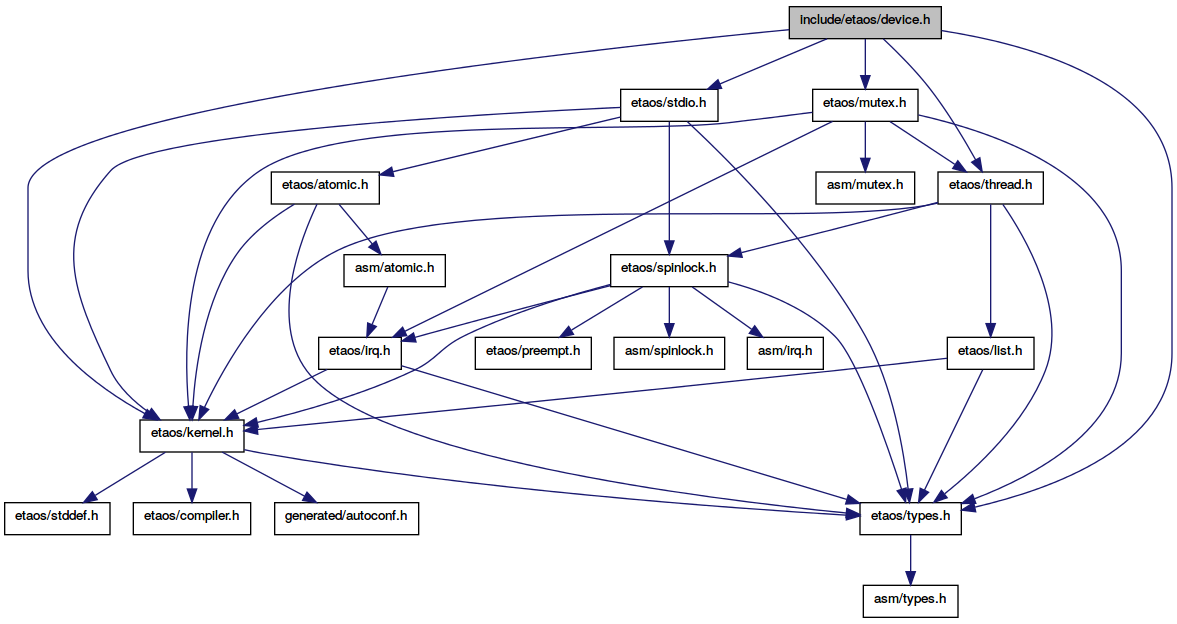 include/etaos/device.h
etaos/stdio.h
etaos/mutex.h
etaos/atomic.h
asm/mutex.h
etaos/thread.h
asm/atomic.h
etaos/spinlock.h
etaos/irq.h
etaos/preempt.h
asm/spinlock.h
asm/irq.h
etaos/list.h
etaos/kernel.h
etaos/stddef.h
etaos/compiler.h
generated/autoconf.h
etaos/types.h
asm/types.h